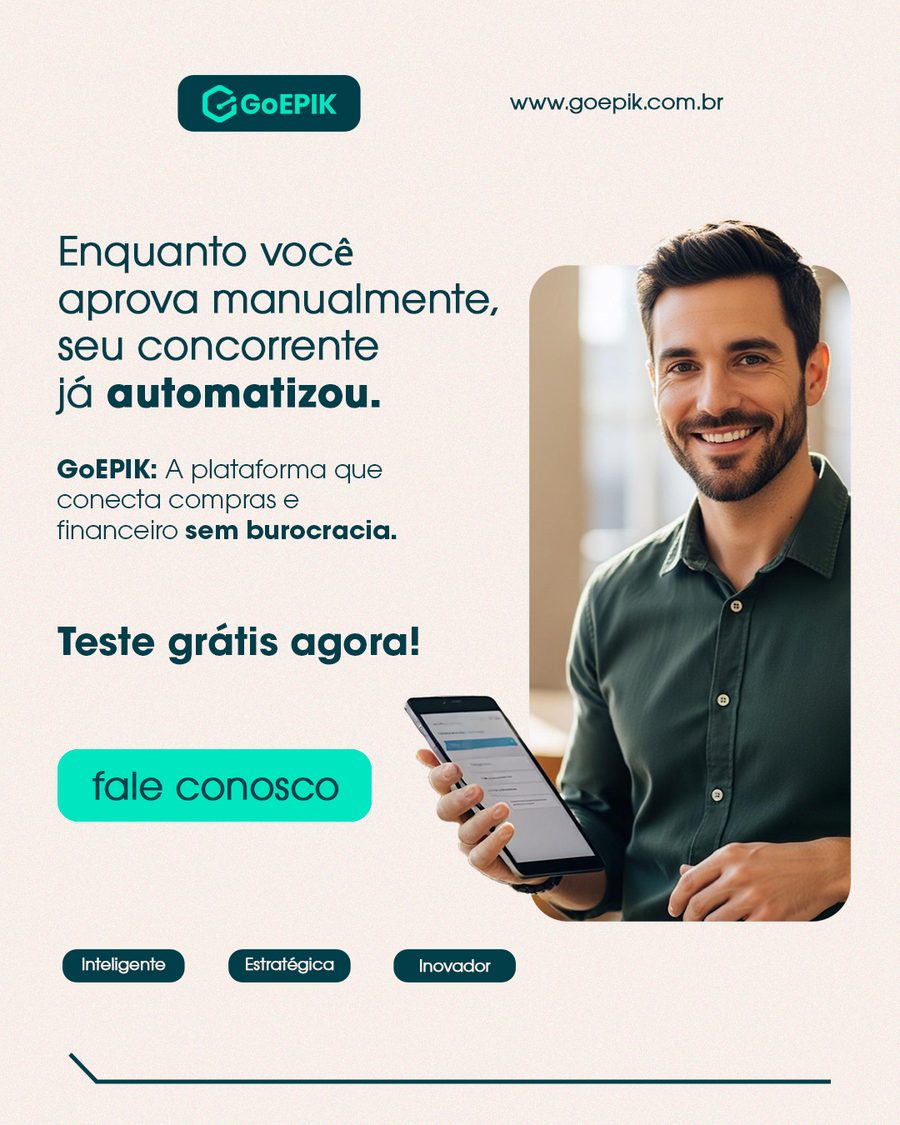 GoEPIK
www.goepik.com.br
Enquanto você
aprova manualmente,
seu concorrente
já automatizou.
GoEPIK: A plataforma que
conecta compras e
financeiro sem burocracia.
Teste grátis agora!
fale conosco
Inteligente
Estratégica
Inovador